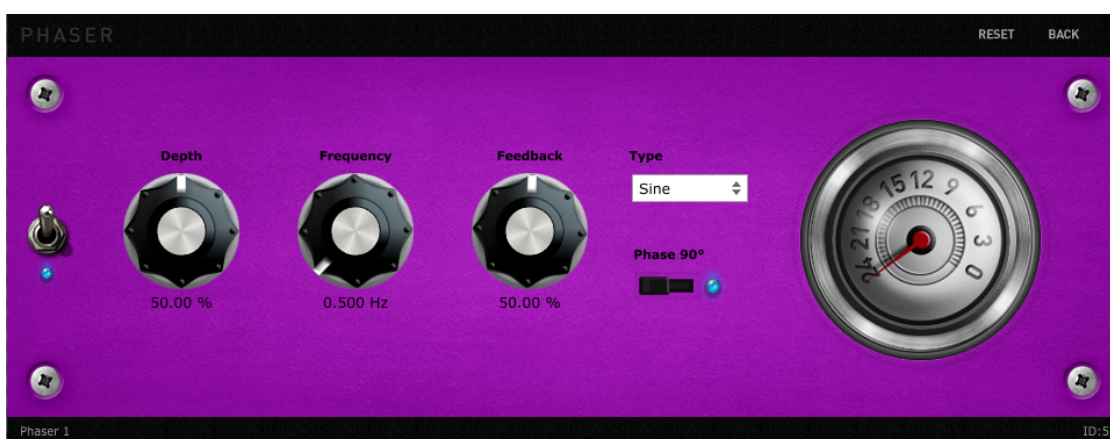 PHASER
RESET BACK
Depth Frequency Feedback Type
Sine
Phase 90°
50.00 % 0.500 Hz 50.00 %
24 21 18 15 12 9 6 3 0
Phaser 1
ID:5